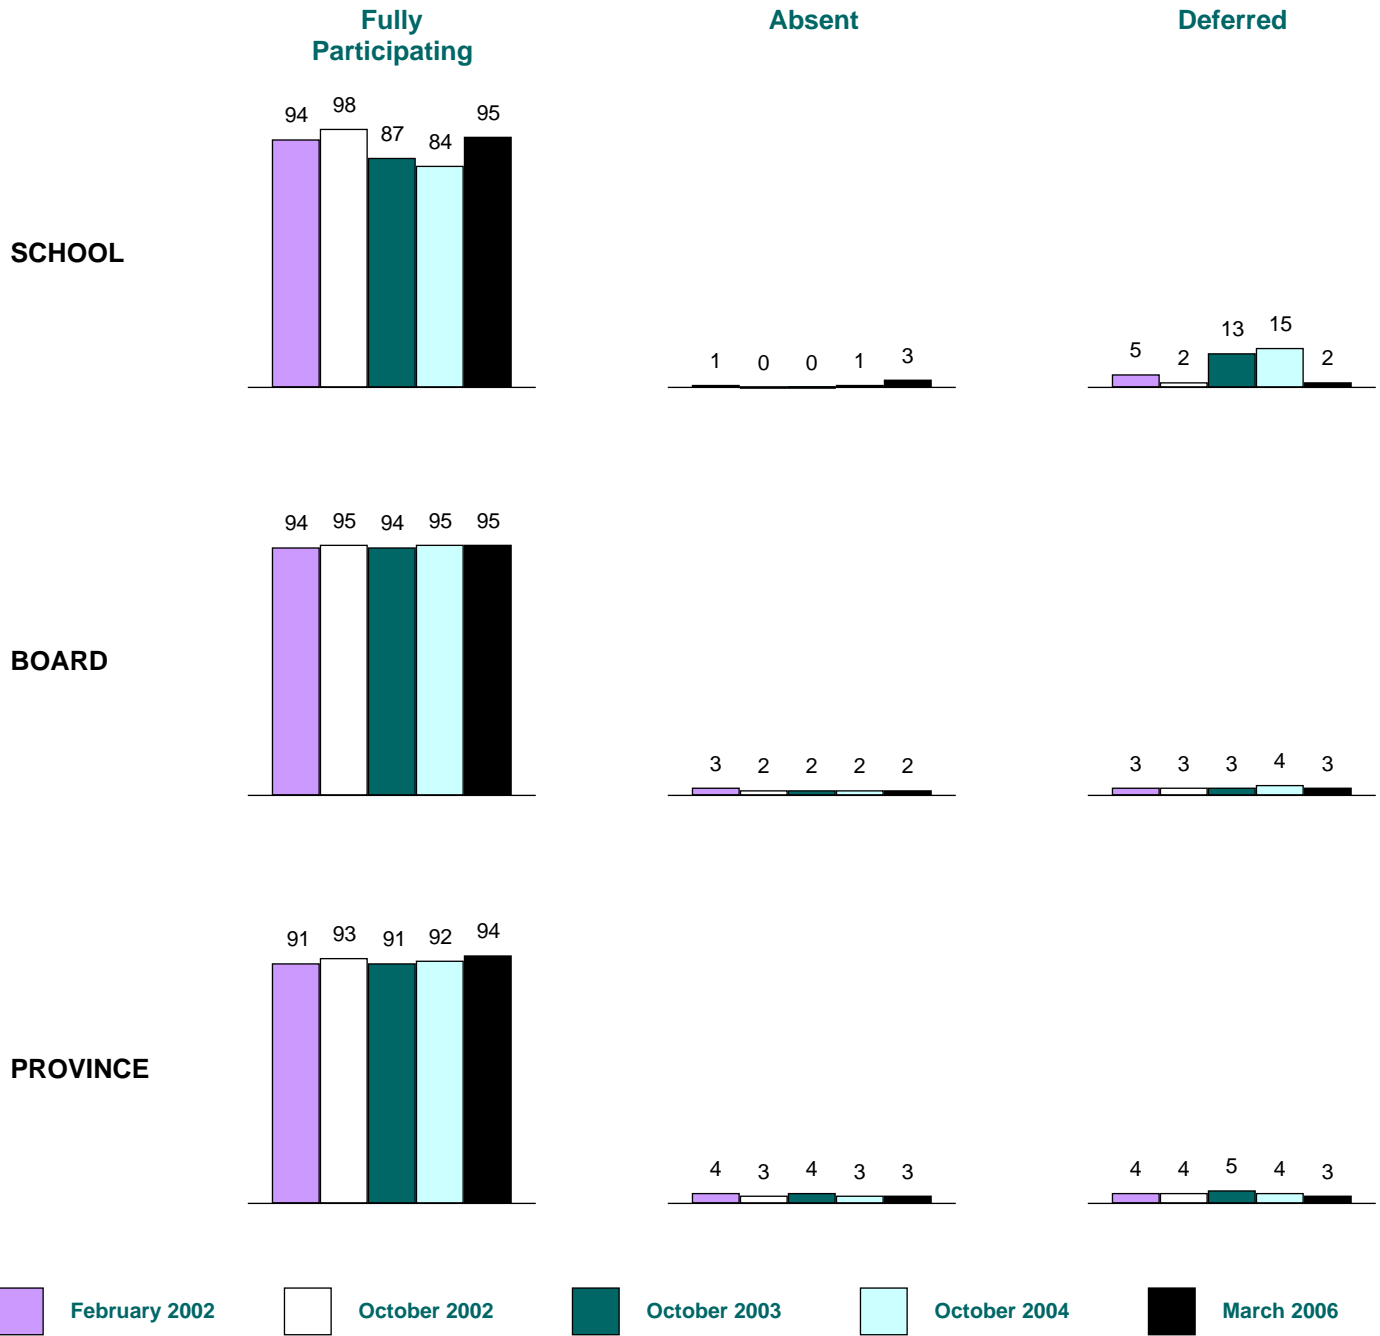 Fully
Participating
Absent
Deferred
SCHOOL
94 98 87 84 95
1 0 0 1 3
5 2 13 15 2
BOARD
94 95 94 95 95
3 2 2 2 2
3 3 3 4 3
PROVINCE
91 93 91 92 94
4 3 4 3 3
4 4 5 4 3
February 2002
October 2002
October 2003
October 2004
March 2006